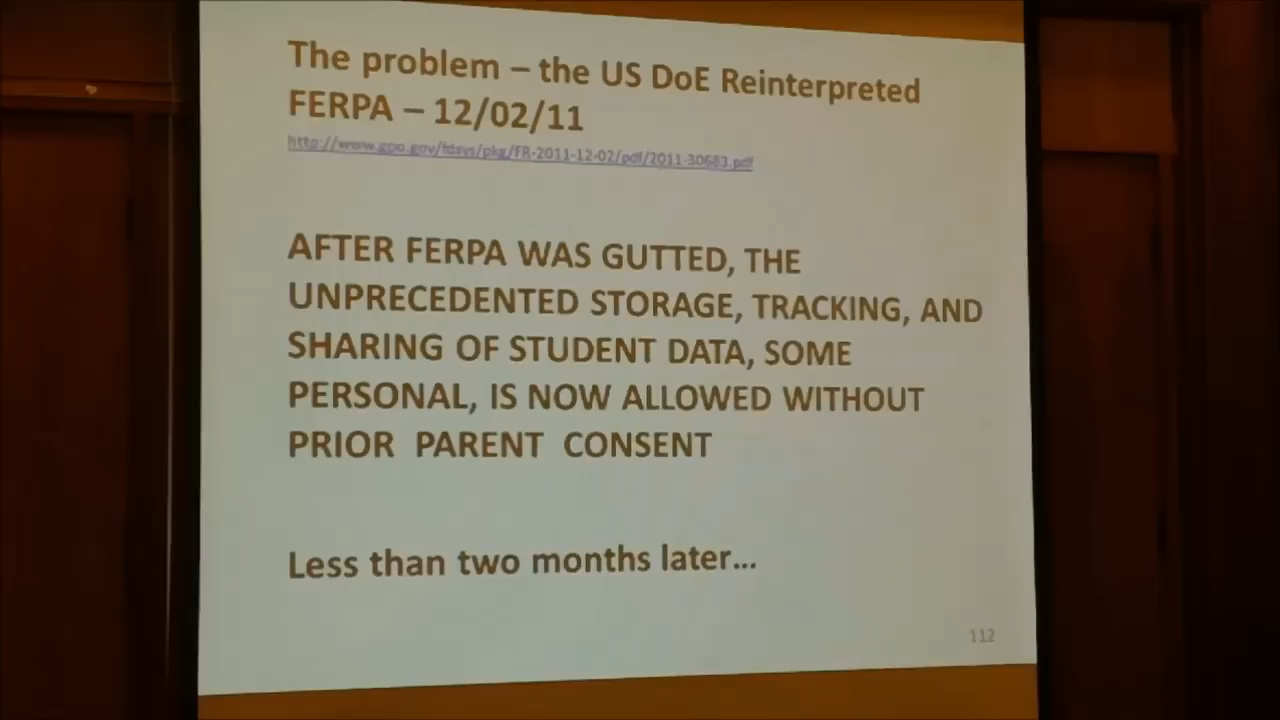 The problem – the US DoE Reinterpreted
FERPA – 12/02/11
http://www.gpo.gov/fdsys/pkg/FR-2011-12-02/pdf/2011-30683.pdf
AFTER FERPA WAS GUTTED, THE
UNPRECEDENTED STORAGE, TRACKING, AND
SHARING OF STUDENT DATA, SOME
PERSONAL, IS NOW ALLOWED WITHOUT
PRIOR PARENT CONSENT
Less than two months later...
112